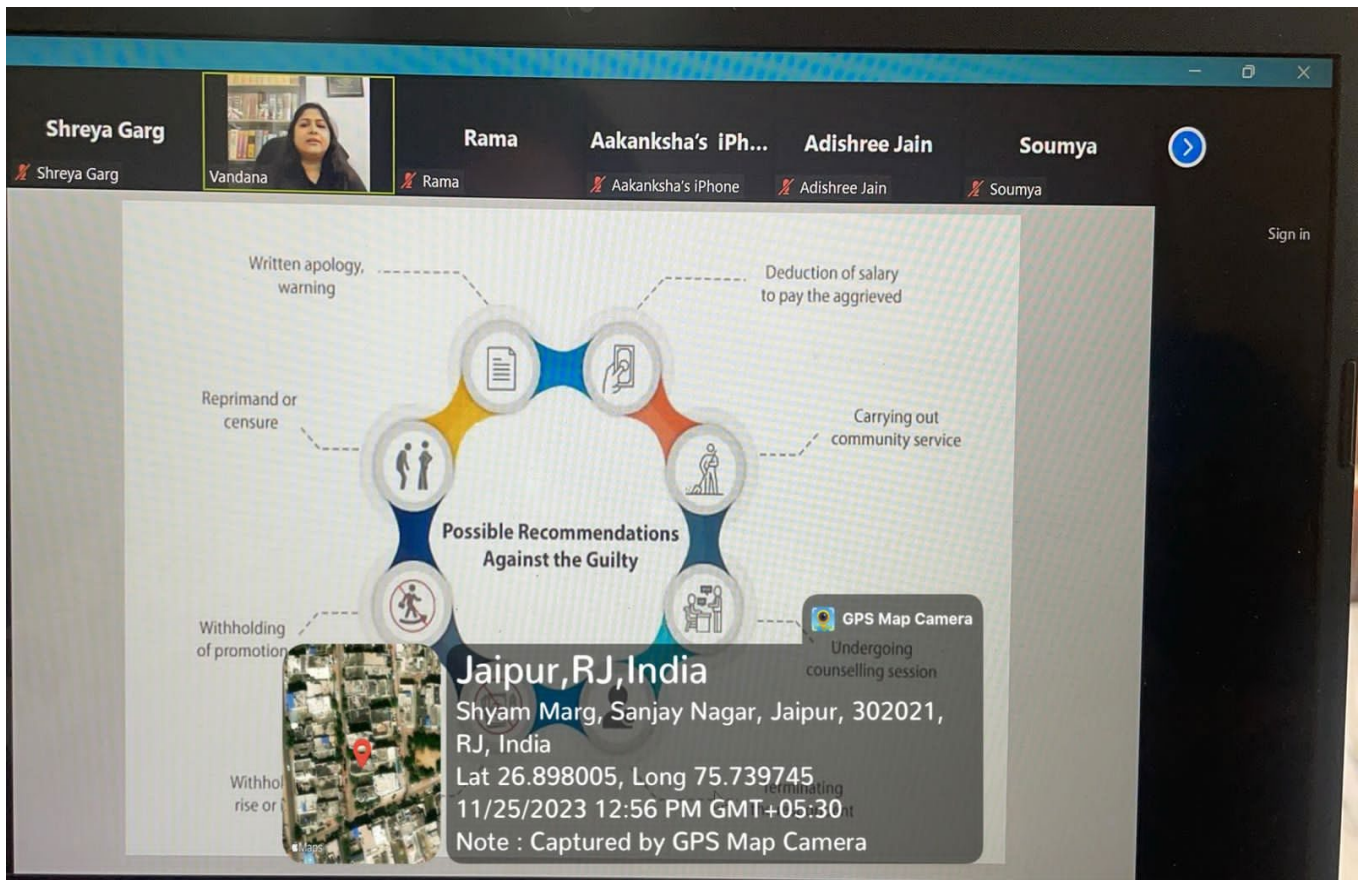 Shreya Garg
Rama
Aakanksha's iPh...
Adishree Jain
Soumya
Shreya Garg
Vandana
Rama
Aakanksha's iPhone
Adishree Jain
Soumya
Sign in
Written apology,
warning
Deduction of salary
to pay the aggrieved
Reprimand or
censure
Carrying out
community service
Possible Recommendations
Against the Guilty
Withholding
of promotion
Undergoing
counselling session
rise or
Terminating
GPS Map Camera
Jaipur,RJ,India
Shyam Marg, Sanjay Nagar, Jaipur, 302021,
RJ, India
Lat 26.898005, Long 75.739745
11/25/2023 12:56 PM GMT+05:30
Note : Captured by GPS Map Camera
Maps